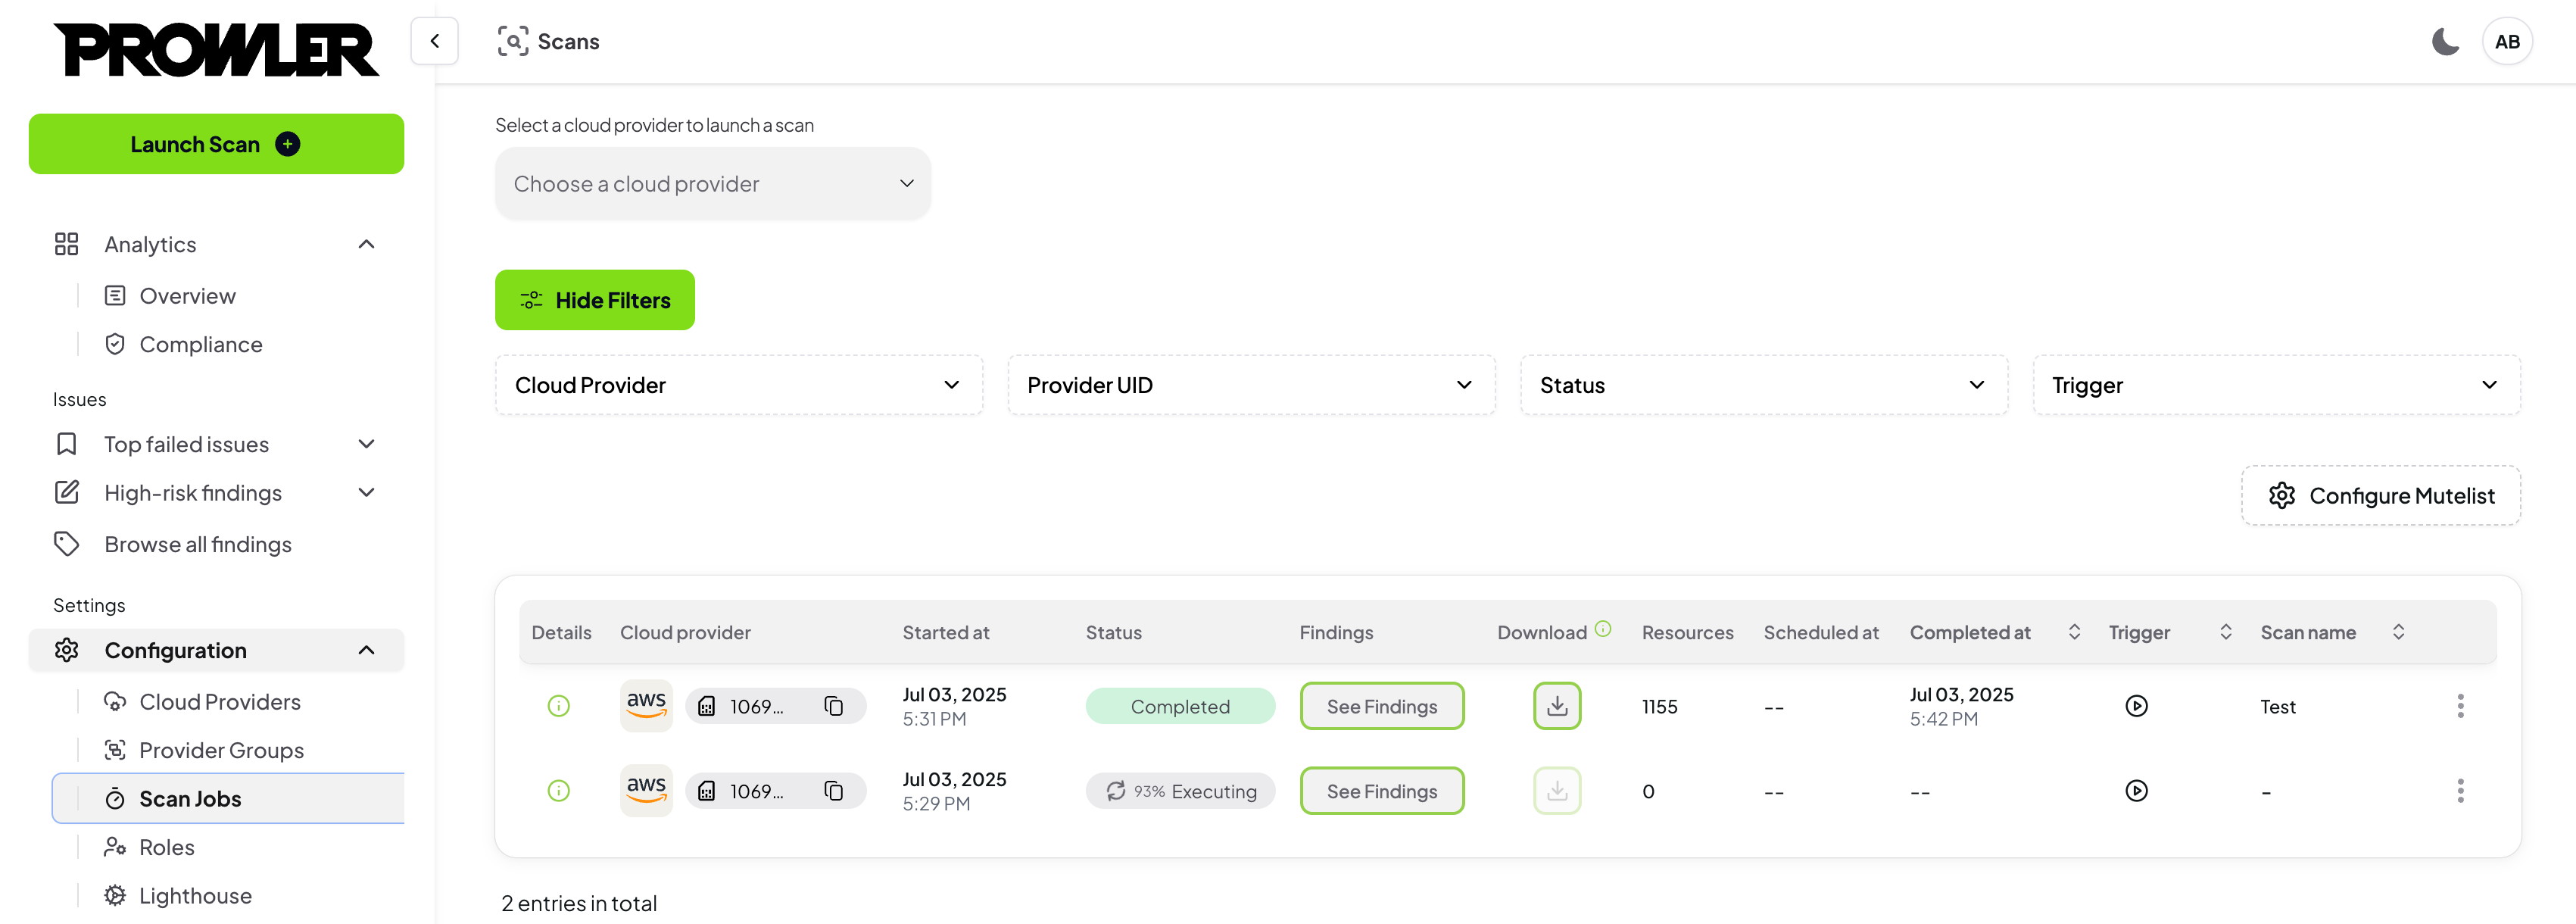 PROWLER
Scans
AB
Launch Scan
Analytics
Overview
Compliance
Issues
Top failed issues
High-risk findings
Browse all findings
Settings
Configuration
Cloud Providers
Provider Groups
Scan Jobs
Roles
Lighthouse
Select a cloud provider to launch a scan
Choose a cloud provider
Hide Filters
Cloud Provider
Provider UID
Status
Trigger
Configure Mutelist
Details Cloud provider Started at Status Findings Download Resources Scheduled at Completed at Trigger Scan name
aws 1069... Jul 03, 2025 5:31 PM Completed See Findings 1155 -- Jul 03, 2025 5:42 PM Test
aws 1069... Jul 03, 2025 5:29 PM 93% Executing See Findings 0 -- -- -
2 entries in total